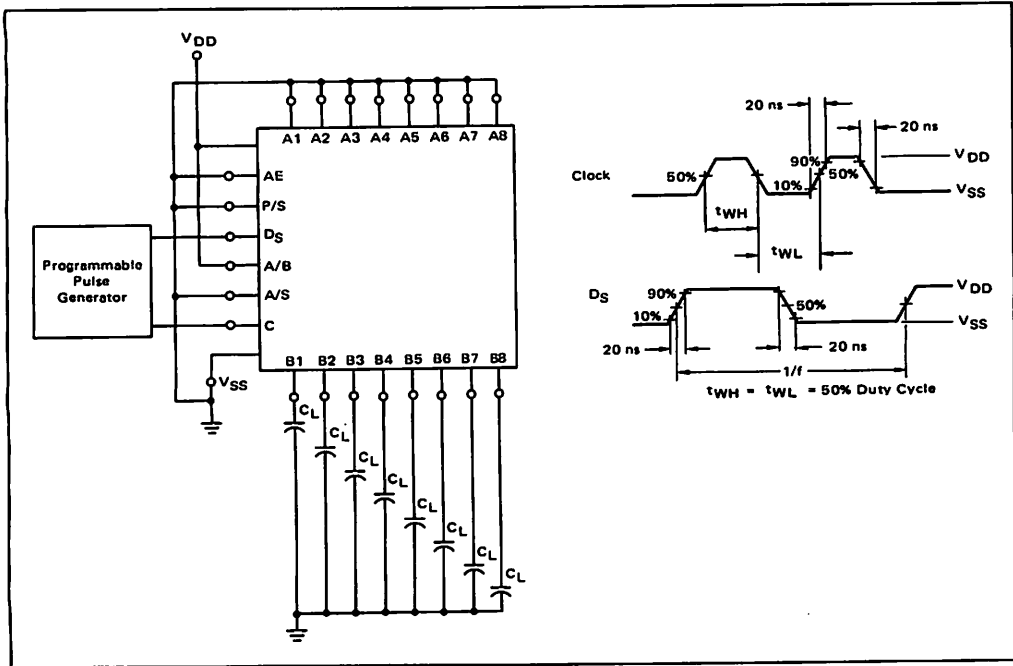 VDD
A1 A2 A3 A4 A5 A6 A7 A8
AE
P/S
DS
A/B
A/S
C
Programmable
Pulse
Generator
B1 B2 B3 B4 B5 B6 B7 B8
VSS
CL
CL
CL
CL
CL
CL
CL
CL
20 ns
20 ns
Clock
50%
90%
50%
10%
VDD
VSS
tWH
tWL
DS
90%
10%
50%
VDD
VSS
20 ns
20 ns
1/f
tWH = tWL = 50% Duty Cycle